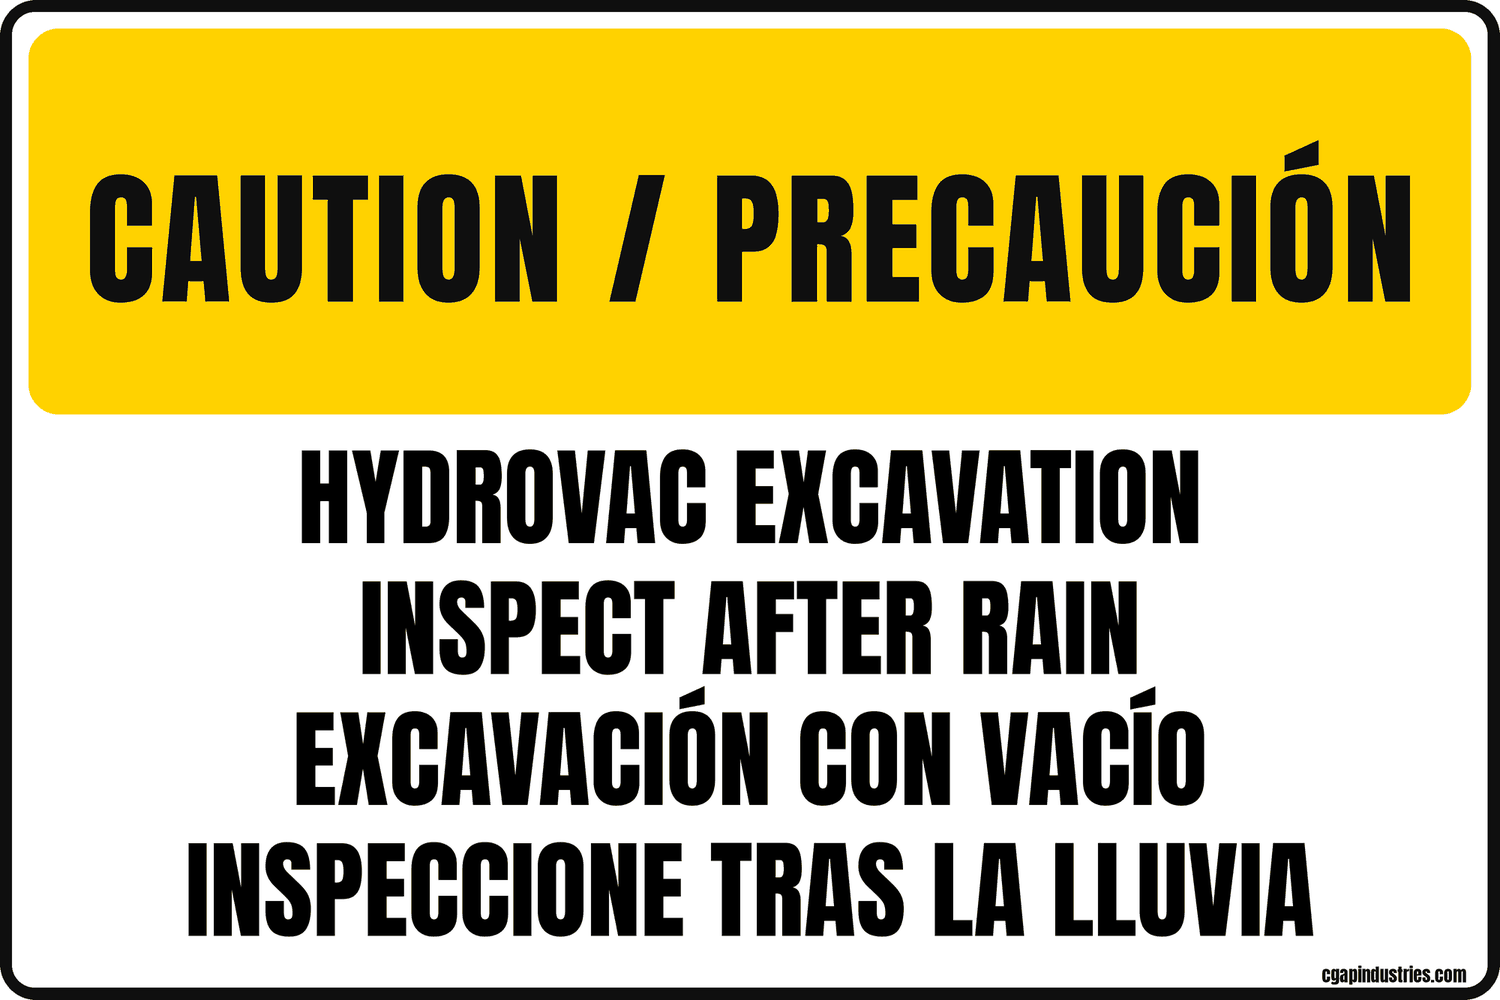 CAUTION / PRECAUCIÓN
HYDROVAC EXCAVATION
INSPECT AFTER RAIN
EXCAVACIÓN CON VACÍO
INSPECCIONE TRAS LA LLUVIA
cgapindustries.com